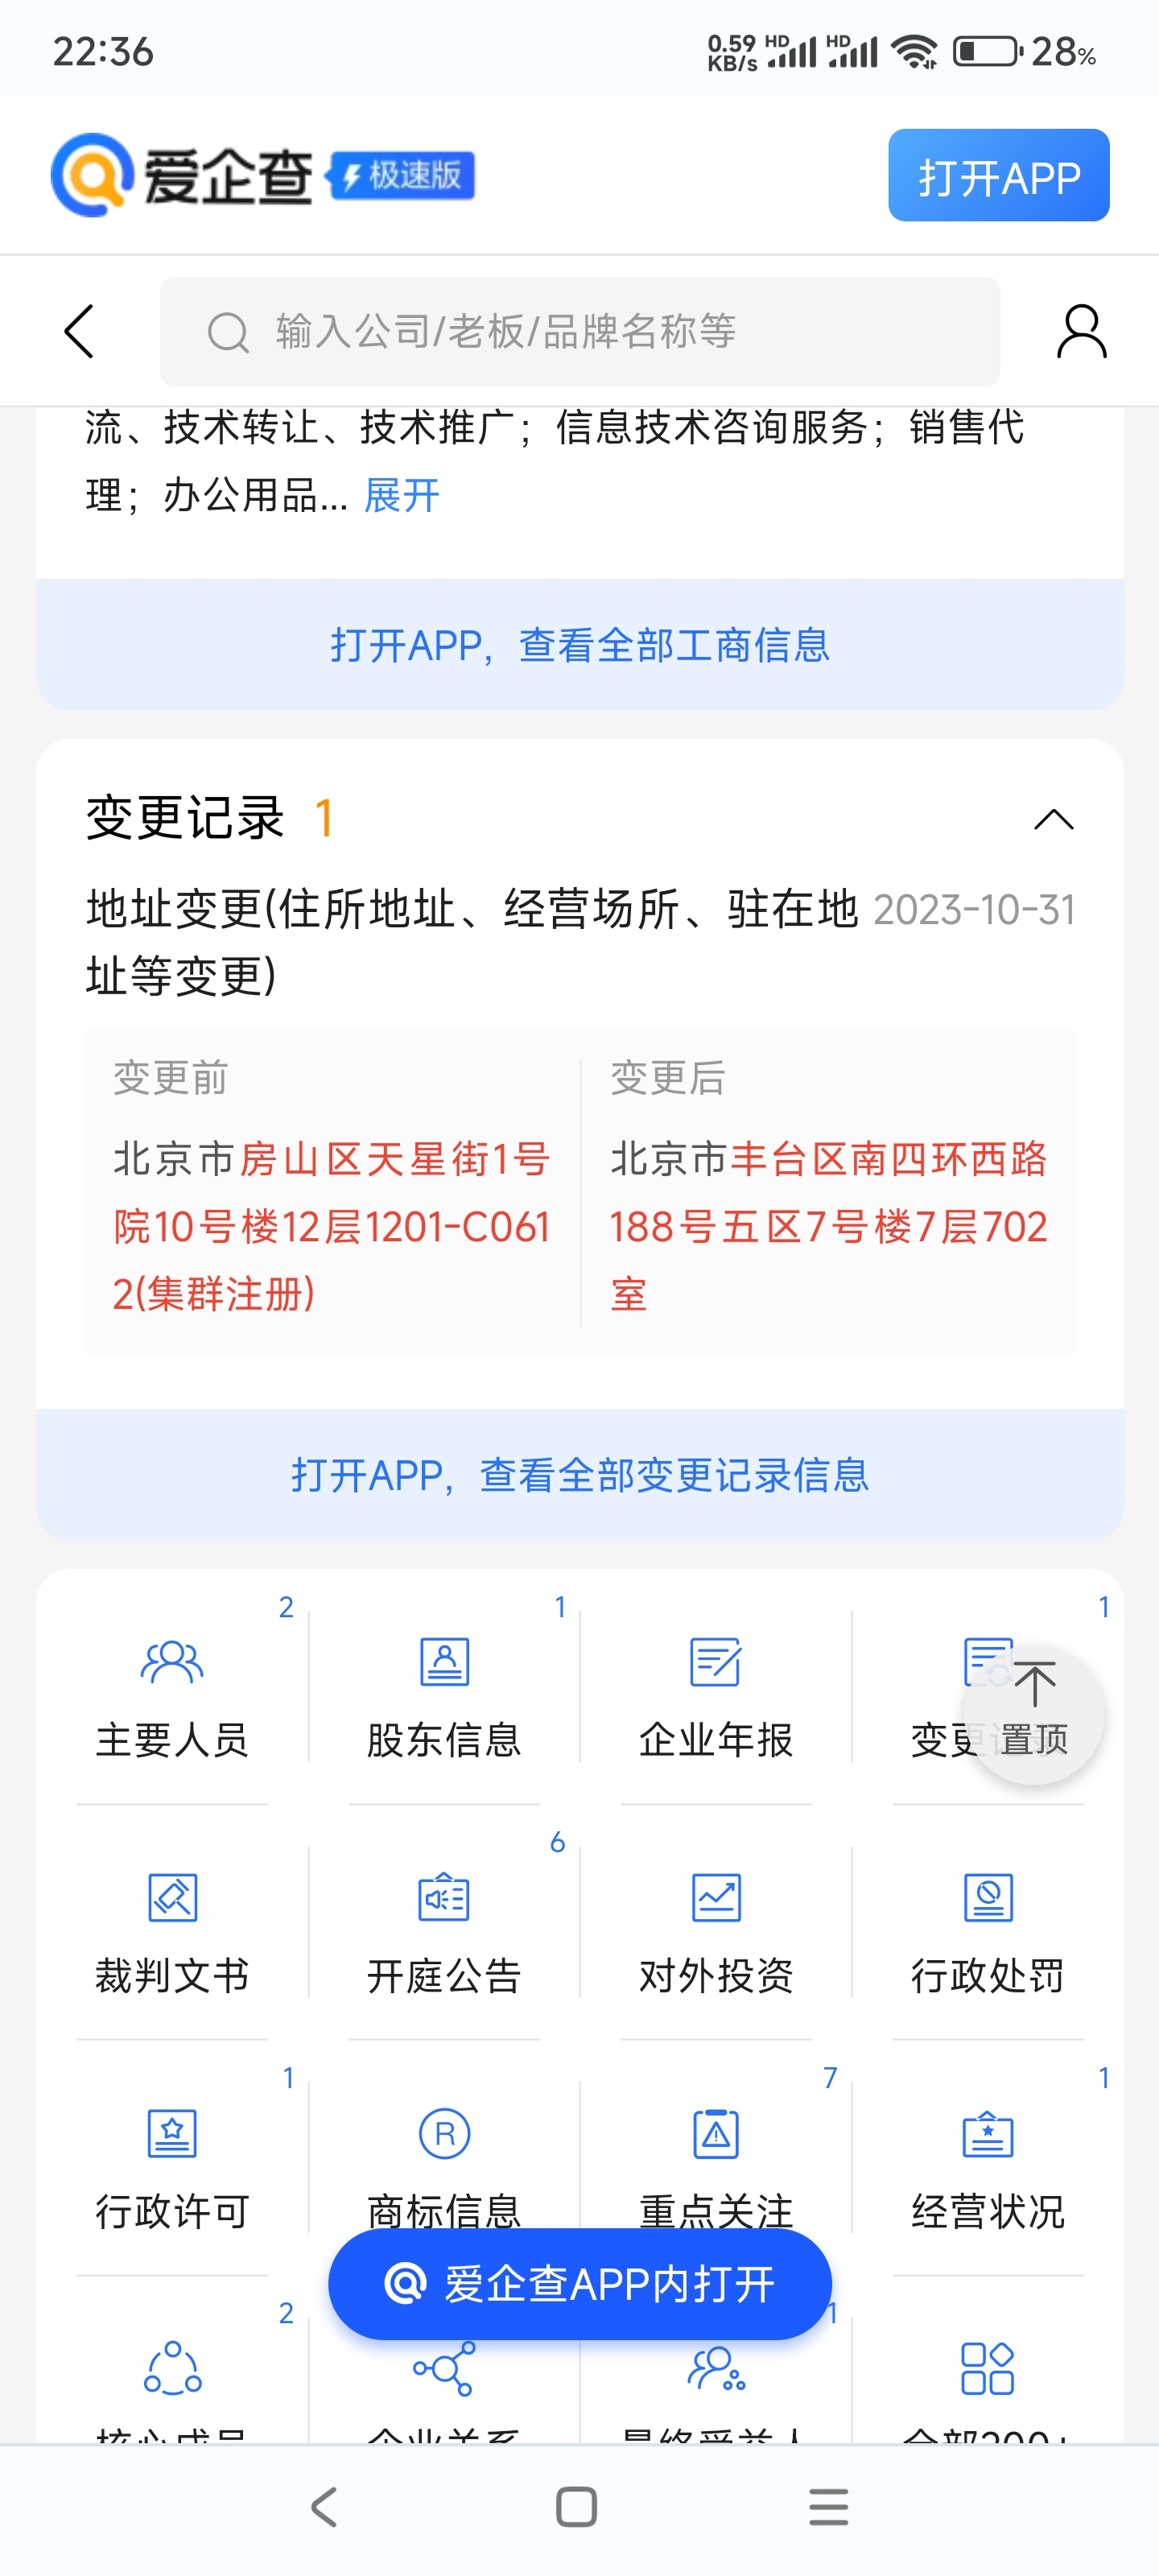 22:36
0.59 KB/s HD HD 28%
爱企查 极速版 打开APP
输入公司/老板/品牌名称等
流、技术转让、技术推广；信息技术咨询服务；销售代
理；办公用品... 展开
打开APP，查看全部工商信息
变更记录 1
地址变更(住所地址、经营场所、驻在地 2023-10-31
址等变更)
变更前 变更后
北京市房山区天星街1号 北京市丰台区南四环西路
院10号楼12层1201-C061 188号五区7号楼7层702
2(集群注册) 室
打开APP，查看全部变更记录信息
2 1 1
主要人员 股东信息 企业年报 变更 置顶
6
裁判文书 开庭公告 对外投资 行政处罚
1 7 1
R
行政许可 商标信息 重点关注 经营状况
爱企查APP内打开
2 1
核心成员 企业关系 最终受益人 全部200+